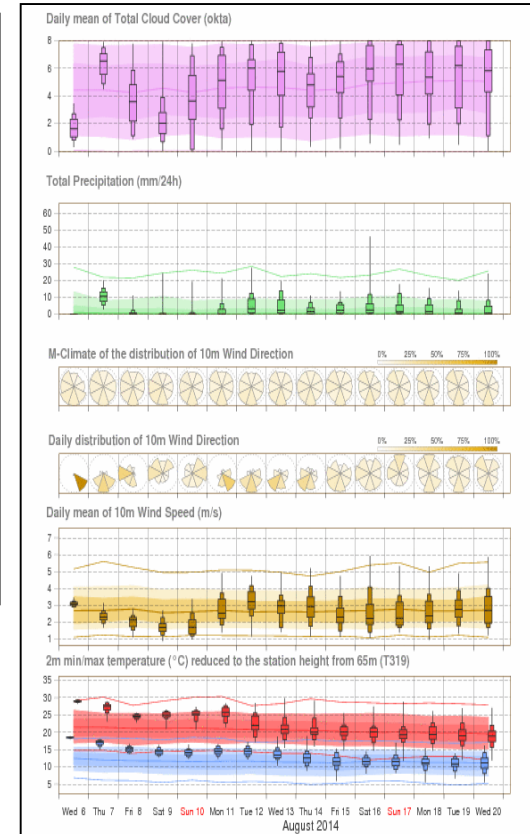 Daily mean of Total Cloud Cover (okta)
8
6
4
2
0
Total Precipitation (mm/24h)
60
50
40
30
20
10
0
M-Climate of the distribution of 10m Wind Direction
0% 25% 50% 75% 100%
Daily distribution of 10m Wind Direction
0% 25% 50% 75% 100%
Daily mean of 10m Wind Speed (m/s)
7
6
5
4
3
2
1
2m min/max temperature (°C) reduced to the station height from 65m (T319)
35
30
25
20
15
10
5
Wed 6 Thu 7 Fri 8 Sat 9 Sun 10 Mon 11 Tue 12 Wed 13 Thu 14 Fri 15 Sat 16 Sun 17 Mon 18 Tue 19 Wed 20
August 2014